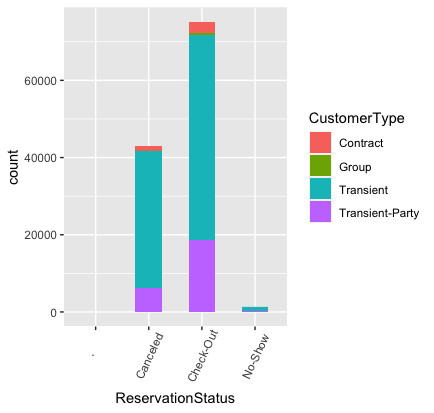 60000
40000
20000
0
count
.
Canceled
Check-Out
No-Show
ReservationStatus
CustomerType
Contract
Group
Transient
Transient-Party